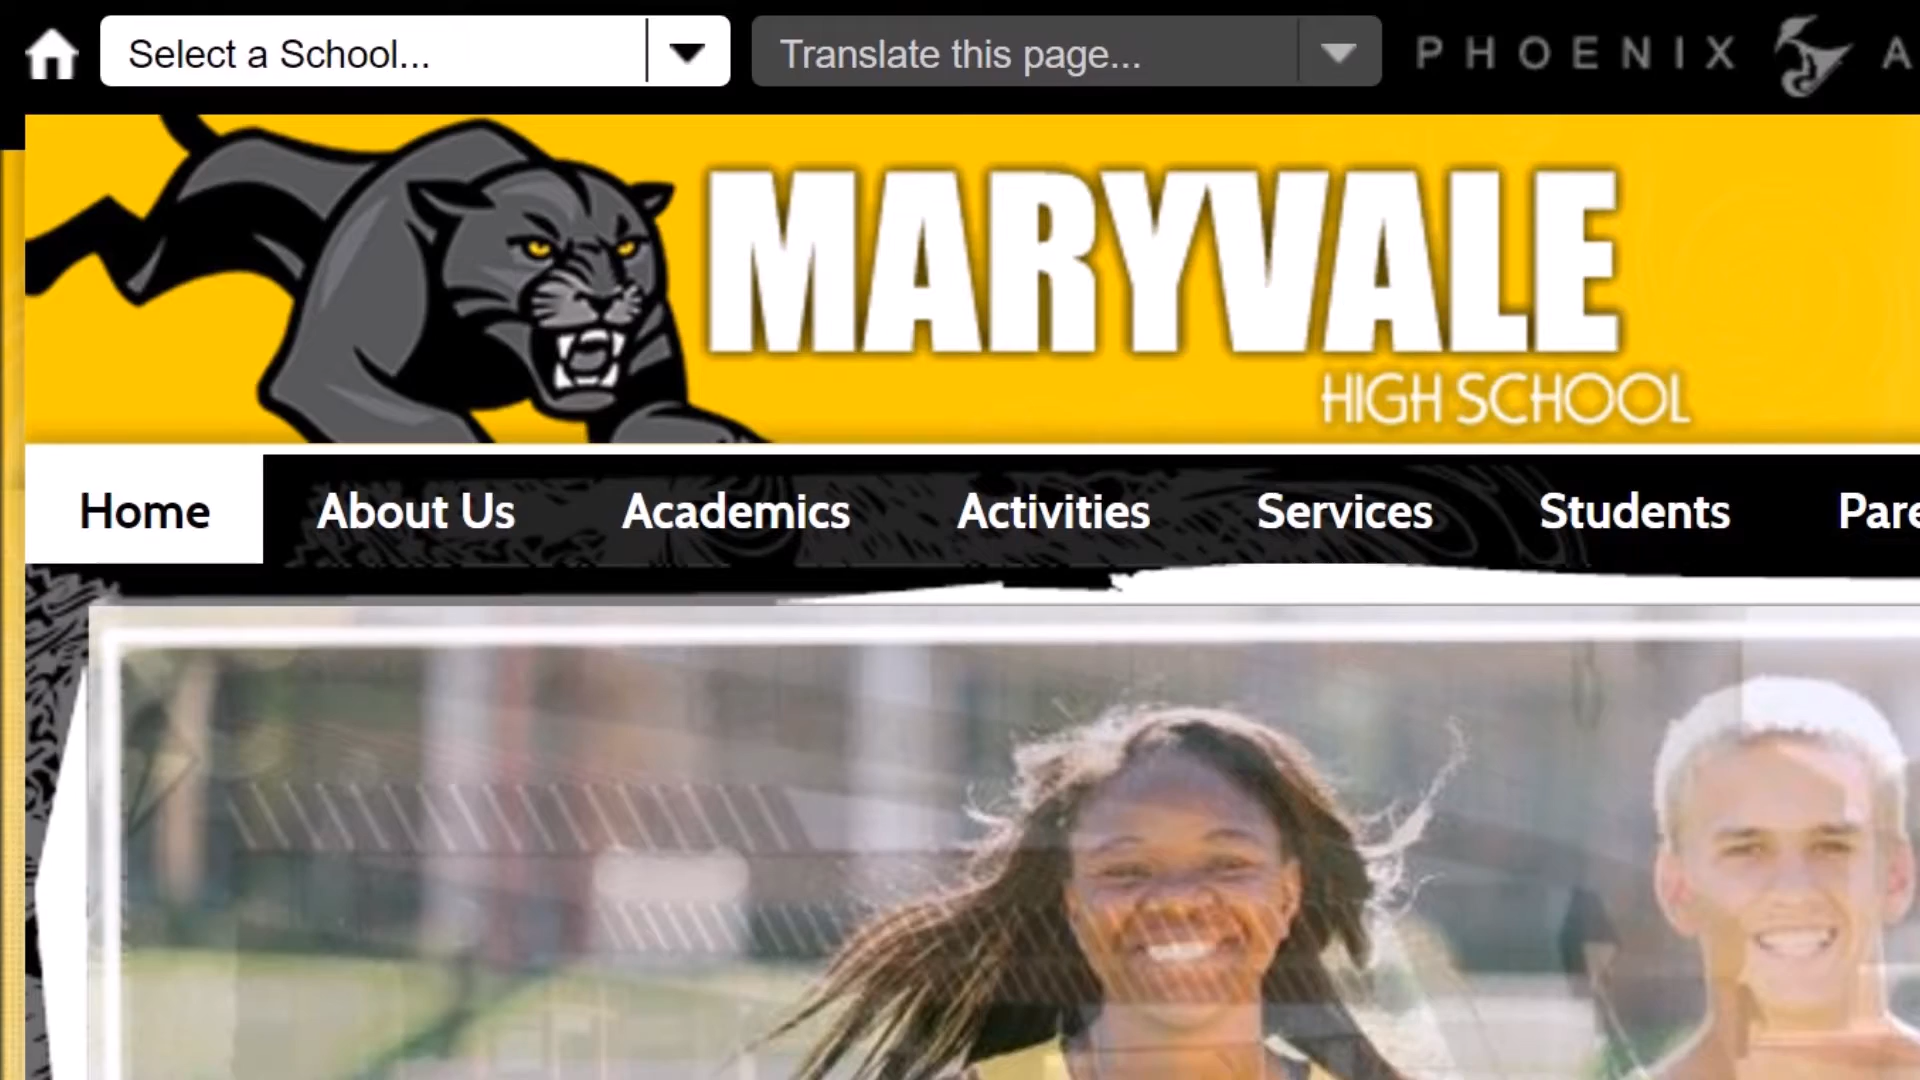 Select a School...
Translate this page...
PHOENIX
MARYVALE
HIGH SCHOOL
Home
About Us
Academics
Activities
Services
Students